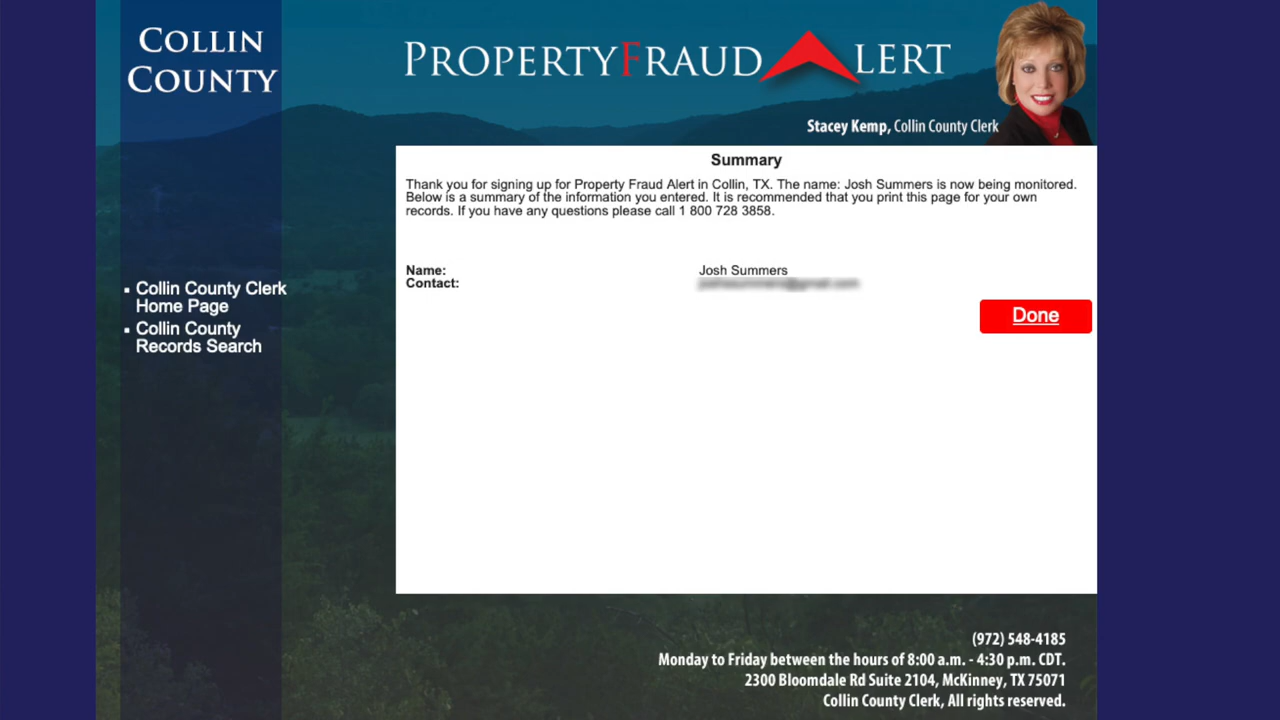 COLLIN
COUNTY
PROPERTYFRAUD ALERT
Stacey Kemp, Collin County Clerk
Summary
Thank you for signing up for Property Fraud Alert in Collin, TX. The name: Josh Summers is now being monitored.
Below is a summary of the information you entered. It is recommended that you print this page for your own
records. If you have any questions please call 1 800 728 3858.
Name: Josh Summers
Contact:
Done
Collin County Clerk
Home Page
Collin County
Records Search
(972) 548-4185
Monday to Friday between the hours of 8:00 a.m. - 4:30 p.m. CDT.
2300 Bloomdale Rd Suite 2104, McKinney, TX 75071
Collin County Clerk, All rights reserved.